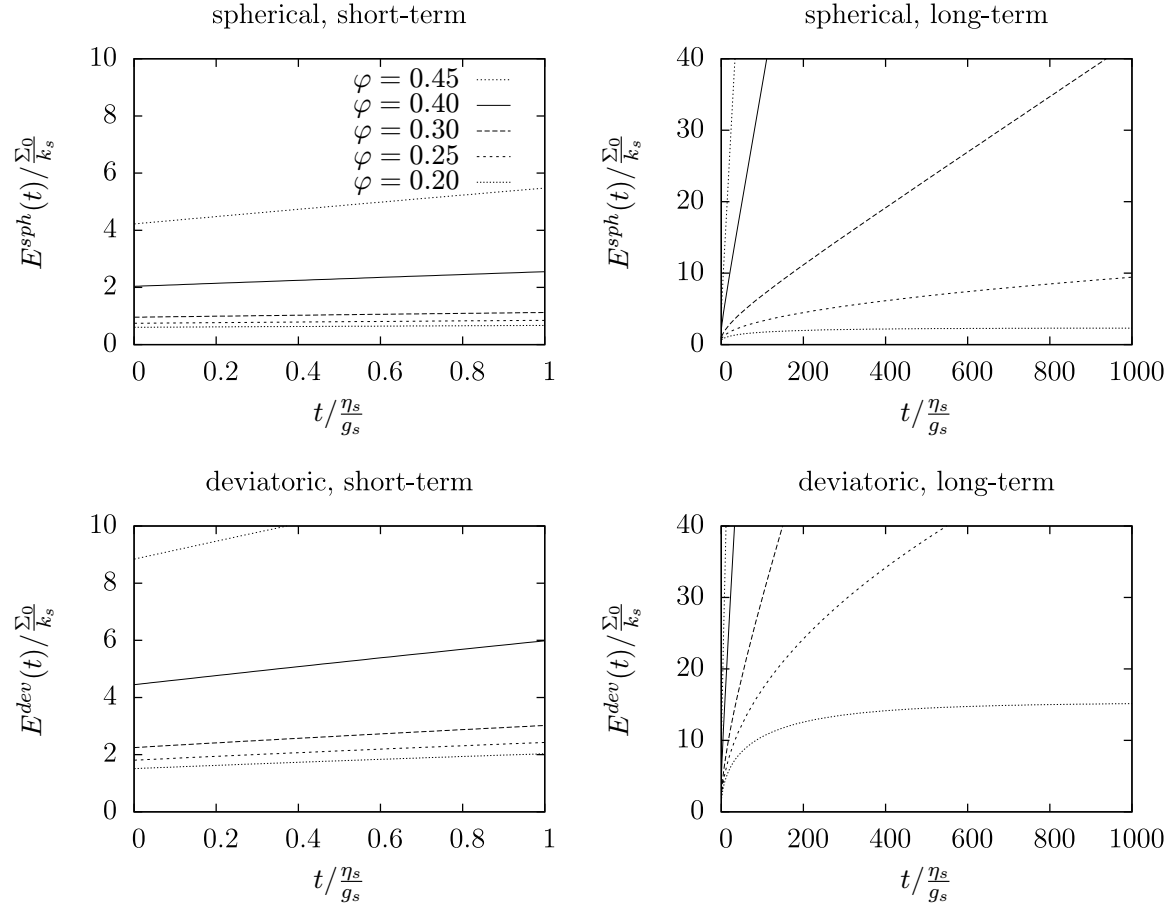 spherical, short-term
10
8
6
4
2
0
0
0.2
0.4
0.6
0.8
1
E^{sph}(t)/\frac{Σ_0}{k_s}
t/\frac{η_s}{g_s}
φ = 0.45
φ = 0.40
φ = 0.30
φ = 0.25
φ = 0.20
spherical, long-term
40
30
20
10
0
0
200
400
600
800
1000
E^{sph}(t)/\frac{Σ_0}{k_s}
t/\frac{η_s}{g_s}
deviatoric, short-term
10
8
6
4
2
0
0
0.2
0.4
0.6
0.8
1
E^{dev}(t)/\frac{Σ_0}{k_s}
t/\frac{η_s}{g_s}
deviatoric, long-term
40
30
20
10
0
0
200
400
600
800
1000
E^{dev}(t)/\frac{Σ_0}{k_s}
t/\frac{η_s}{g_s}